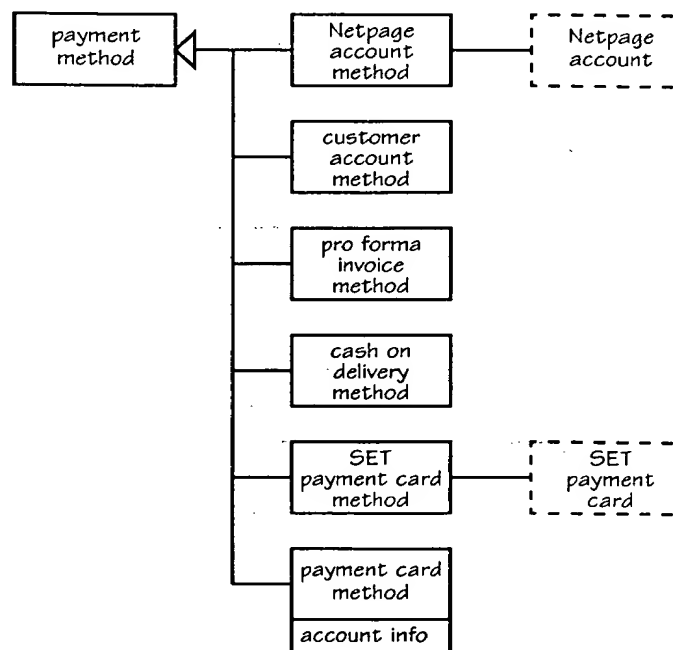 payment
method
Netpage
account
method
Netpage
account
customer
account
method
pro forma
invoice
method
cash on
delivery
method
SET
payment card
method
SET
payment
card
payment card
method
account info